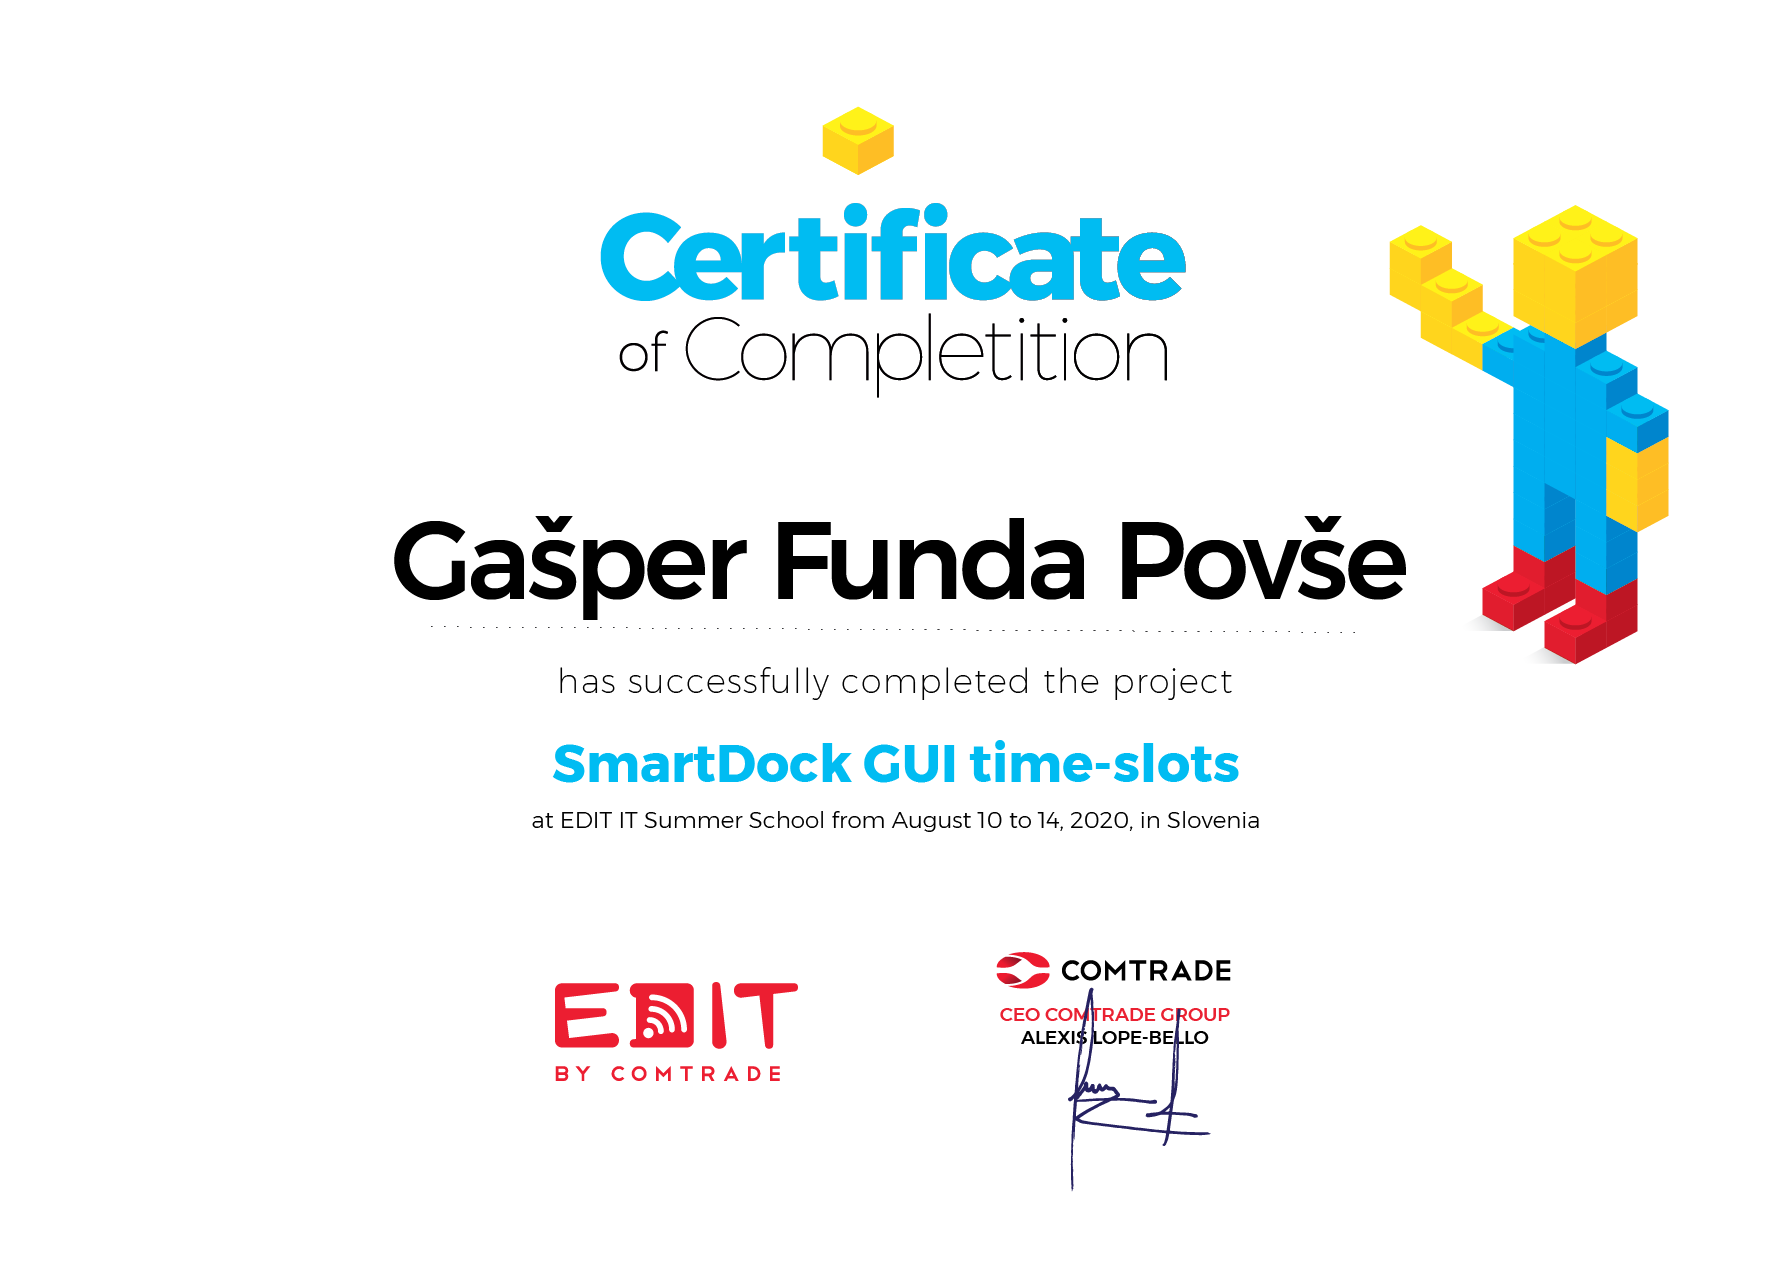 Certificate
of Completition
Gašper Funda Povše
has successfully completed the project
SmartDock GUI time-slots
at EDIT IT Summer School from August 10 to 14, 2020, in Slovenia
EDIT
BY COMTRADE
COMTRADE
CEO COMTRADE GROUP
ALEXIS LOPE-BELLO